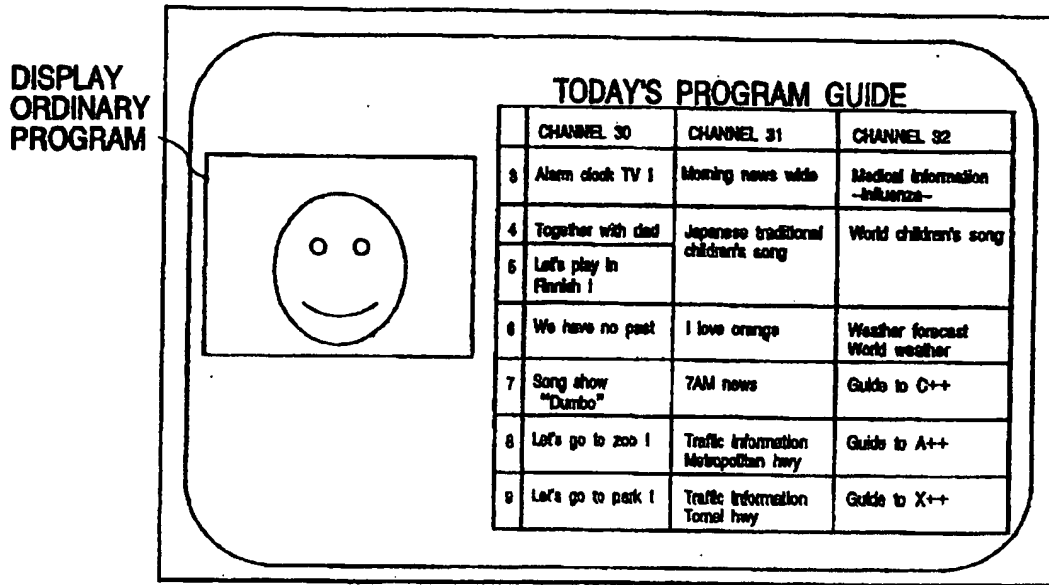 DISPLAY
ORDINARY
PROGRAM
TODAY'S PROGRAM GUIDE
CHANNEL 30 CHANNEL 31 CHANNEL 32
3 Alarm clock TV ! Morning news wide Medical information
-Influenza-
4 Together with dad Japanese traditional World children's song
children's song
5 Let's play in
Finnish !
6 We have no past I love orange Weather forecast
World weather
7 Song show 7AM news Guide to C++
"Dumbo"
8 Let's go to zoo ! Traffic information Guide to A++
Metropolitan hwy
9 Let's go to park ! Traffic information Guide to X++
Tomei hwy